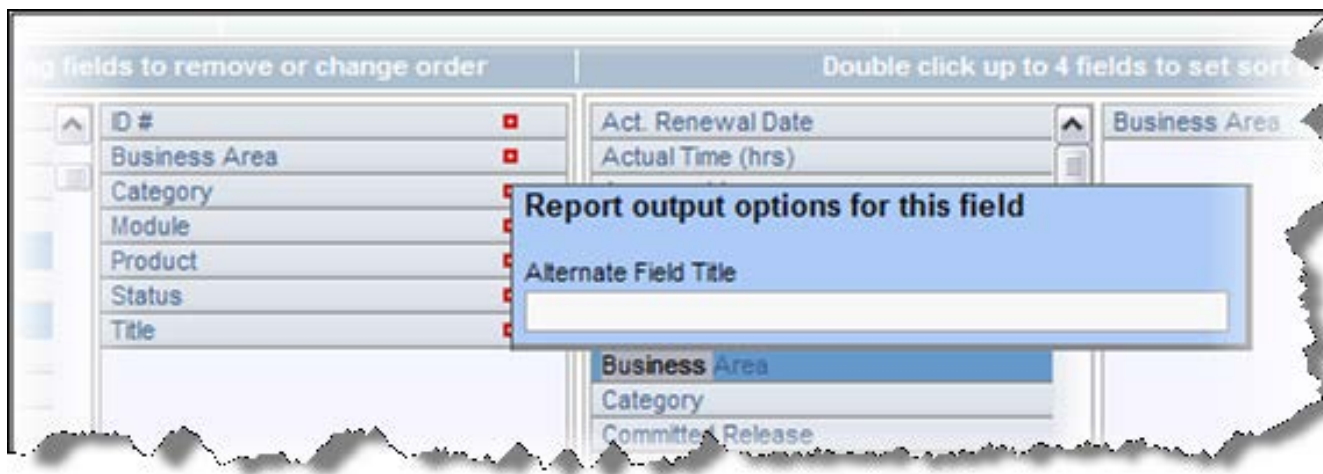 fields to remove or change order
Double click up to 4 fields to set sort
ID #
Business Area
Category
Module
Product
Status
Title
Act. Renewal Date
Actual Time (hrs)
Business Area
Report output options for this field
Alternate Field Title
Business Area
Category
Committed Release